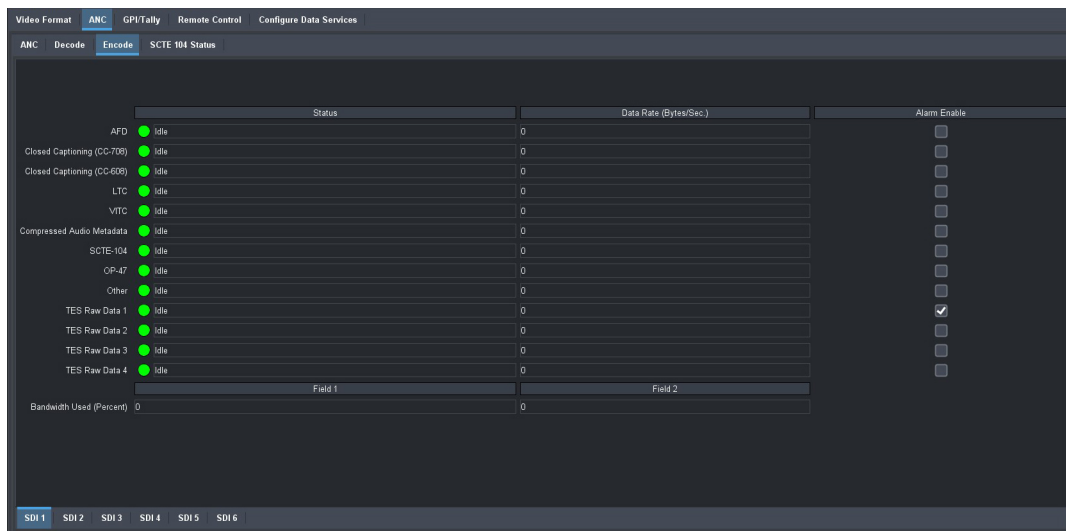 Video Format ANC GPI/Tally Remote Control Configure Data Services
ANC Decode Encode SCTE 104 Status
Status Data Rate (Bytes/Sec.) Alarm Enable
AFD Idle 0
Closed Captioning (CC-708) Idle 0
Closed Captioning (CC-608) Idle 0
LTC Idle 0
VITC Idle 0
Compressed Audio Metadata Idle 0
SCTE-104 Idle 0
OP-47 Idle 0
Other Idle 0
TES Raw Data 1 Idle 0
TES Raw Data 2 Idle 0
TES Raw Data 3 Idle 0
TES Raw Data 4 Idle 0
Field 1 Field 2
Bandwidth Used (Percent) 0 0
SDI 1 SDI 2 SDI 3 SDI 4 SDI 5 SDI 6